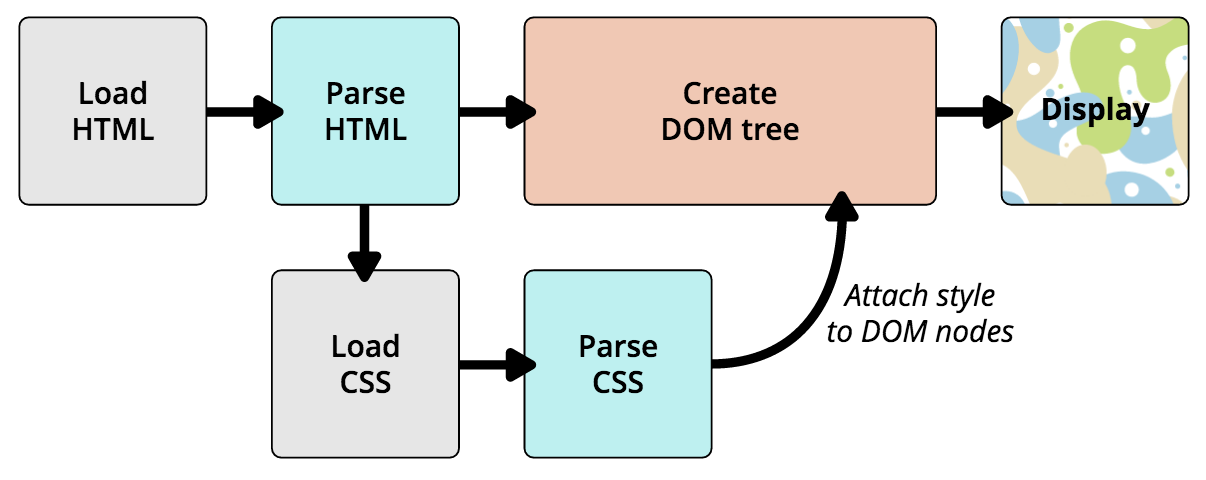 Load
HTML
Parse
HTML
Create
DOM tree
Display
Load
CSS
Parse
CSS
Attach style
to DOM nodes